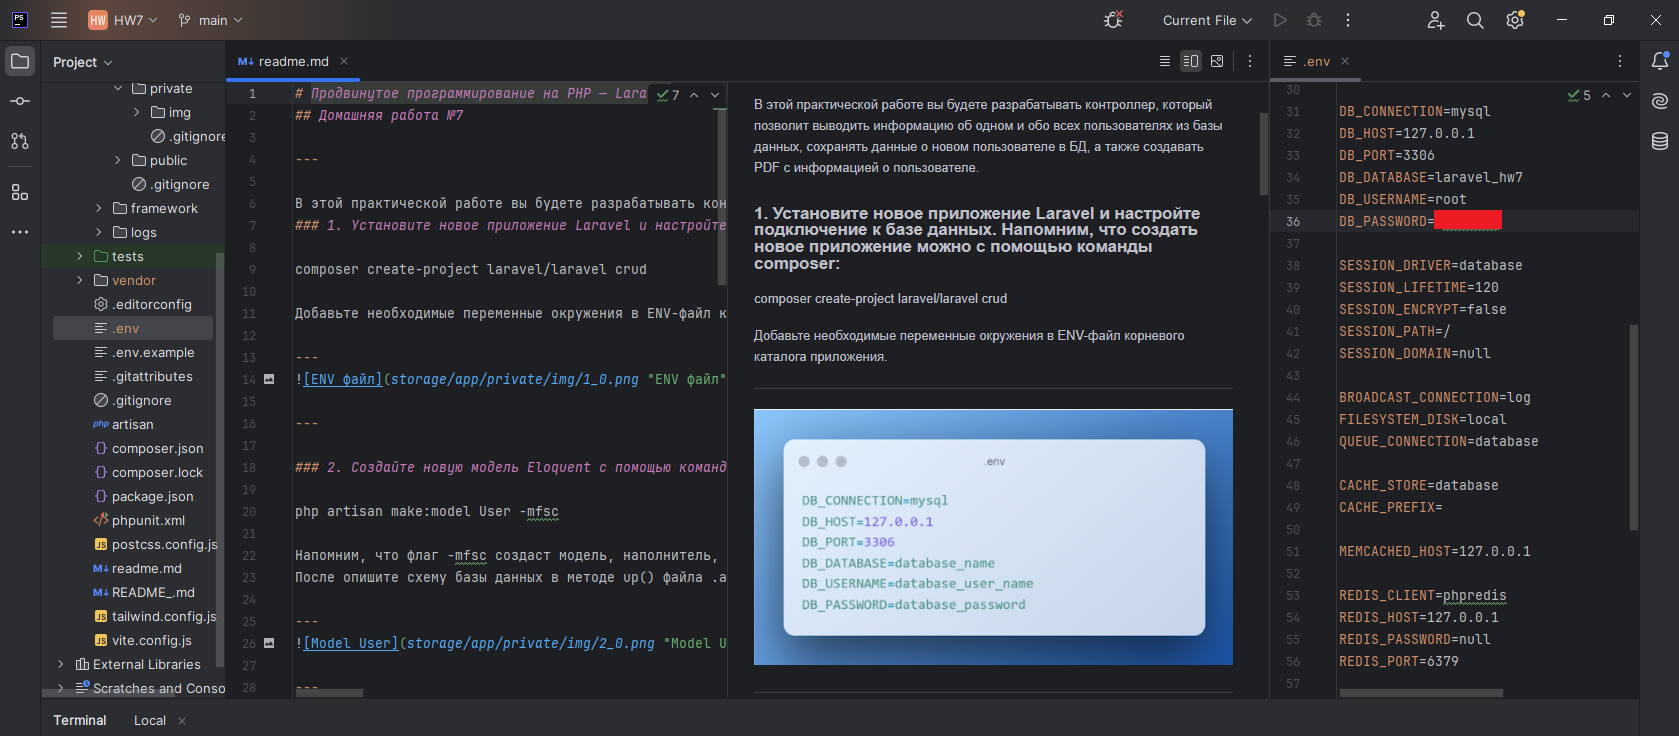 PS
HW HW7
main
Current File
Project
private
img
.gitignore
public
.gitignore
framework
logs
tests
vendor
.editorconfig
.env
.env.example
.gitattributes
.gitignore
php artisan
composer.json
composer.lock
package.json
phpunit.xml
JS postcss.config.js
M↓ readme.md
M↓ README_.md
JS tailwind.config.js
JS vite.config.js
External Libraries
Scratches and Conso
M↓ readme.md
7
1 # Продвинутое программирование на PHP — Lara
2 ## Домашняя работа №7
3
4 ---
5
6 В этой практической работе вы будете разрабатывать кон
7 ### 1. Установите новое приложение Laravel и настройте
8
9 composer create-project laravel/laravel crud
10
11 Добавьте необходимые переменные окружения в ENV-файл к
12
13 ---
14 ![ENV файл](storage/app/private/img/1_0.png "ENV файл"
15
16 ---
17
18 ### 2. Создайте новую модель Eloquent с помощью команд
19
20 php artisan make:model User -mfsc
21
22 Напомним, что флаг -mfsc создаст модель, наполнитель,
23 После опишите схему базы данных в методе up() файла .а
24
25 ---
26 ![Model User](storage/app/private/img/2_0.png "Model U
27
28 ---
В этой практической работе вы будете разрабатывать контроллер, который
позволит выводить информацию об одном и обо всех пользователях из базы
данных, сохранять данные о новом пользователе в БД, а также создавать
PDF с информацией о пользователе.
1. Установите новое приложение Laravel и настройте
подключение к базе данных. Напомним, что создать
новое приложение можно с помощью команды
composer:
composer create-project laravel/laravel crud
Добавьте необходимые переменные окружения в ENV-файл корневого
каталога приложения.
.env
DB_CONNECTION=mysql
DB_HOST=127.0.0.1
DB_PORT=3306
DB_DATABASE=database_name
DB_USERNAME=database_user_name
DB_PASSWORD=database_password
.env
5
30
31 DB_CONNECTION=mysql
32 DB_HOST=127.0.0.1
33 DB_PORT=3306
34 DB_DATABASE=laravel_hw7
35 DB_USERNAME=root
36 DB_PASSWORD=
37
38 SESSION_DRIVER=database
39 SESSION_LIFETIME=120
40 SESSION_ENCRYPT=false
41 SESSION_PATH=/
42 SESSION_DOMAIN=null
43
44 BROADCAST_CONNECTION=log
45 FILESYSTEM_DISK=local
46 QUEUE_CONNECTION=database
47
48 CACHE_STORE=database
49 CACHE_PREFIX=
50
51 MEMCACHED_HOST=127.0.0.1
52
53 REDIS_CLIENT=phpredis
54 REDIS_HOST=127.0.0.1
55 REDIS_PASSWORD=null
56 REDIS_PORT=6379
57
Terminal
Local